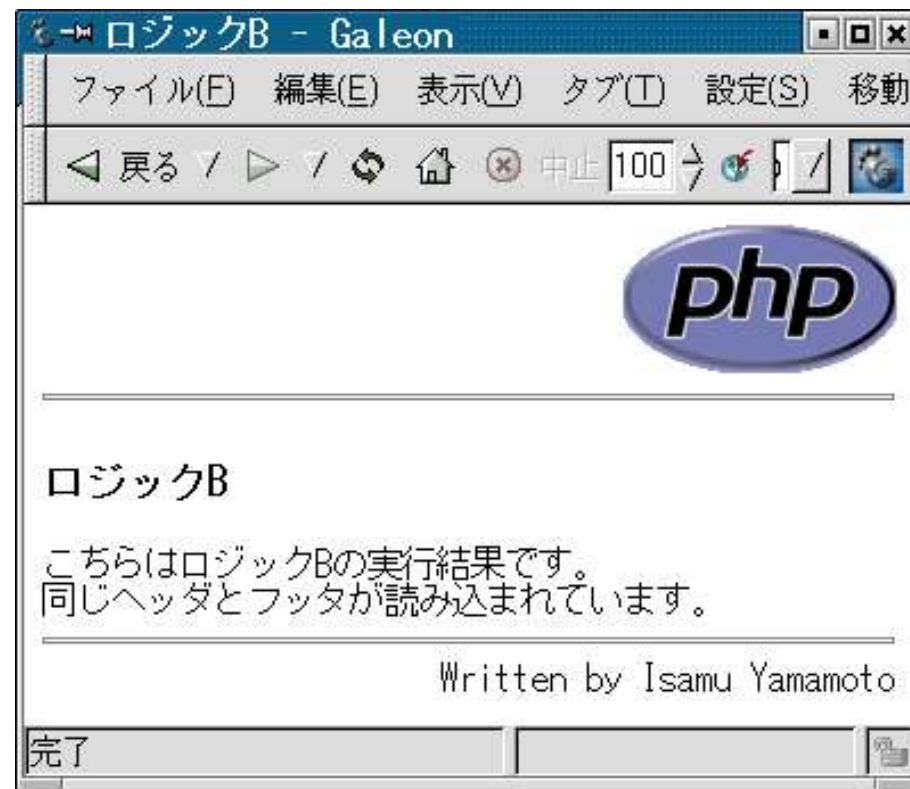 ロジックB - Galeon
ファイル(F) 編集(E) 表示(V) タブ(T) 設定(S) 移動
戻る 中止 100
php
ロジックB
こちらはロジックBの実行結果です。
同じヘッダとフッタが読み込まれています。
Written by Isamu Yamamoto
完了